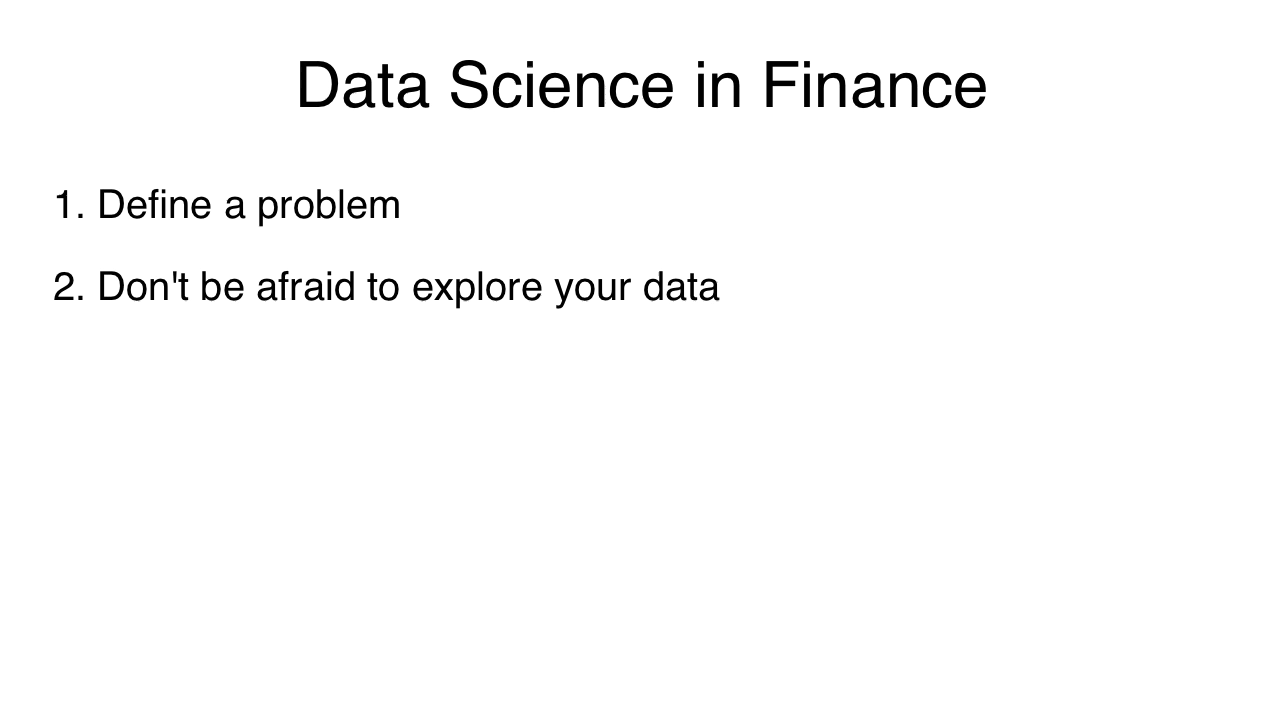 Data Science in Finance
1. Define a problem
2. Don't be afraid to explore your data